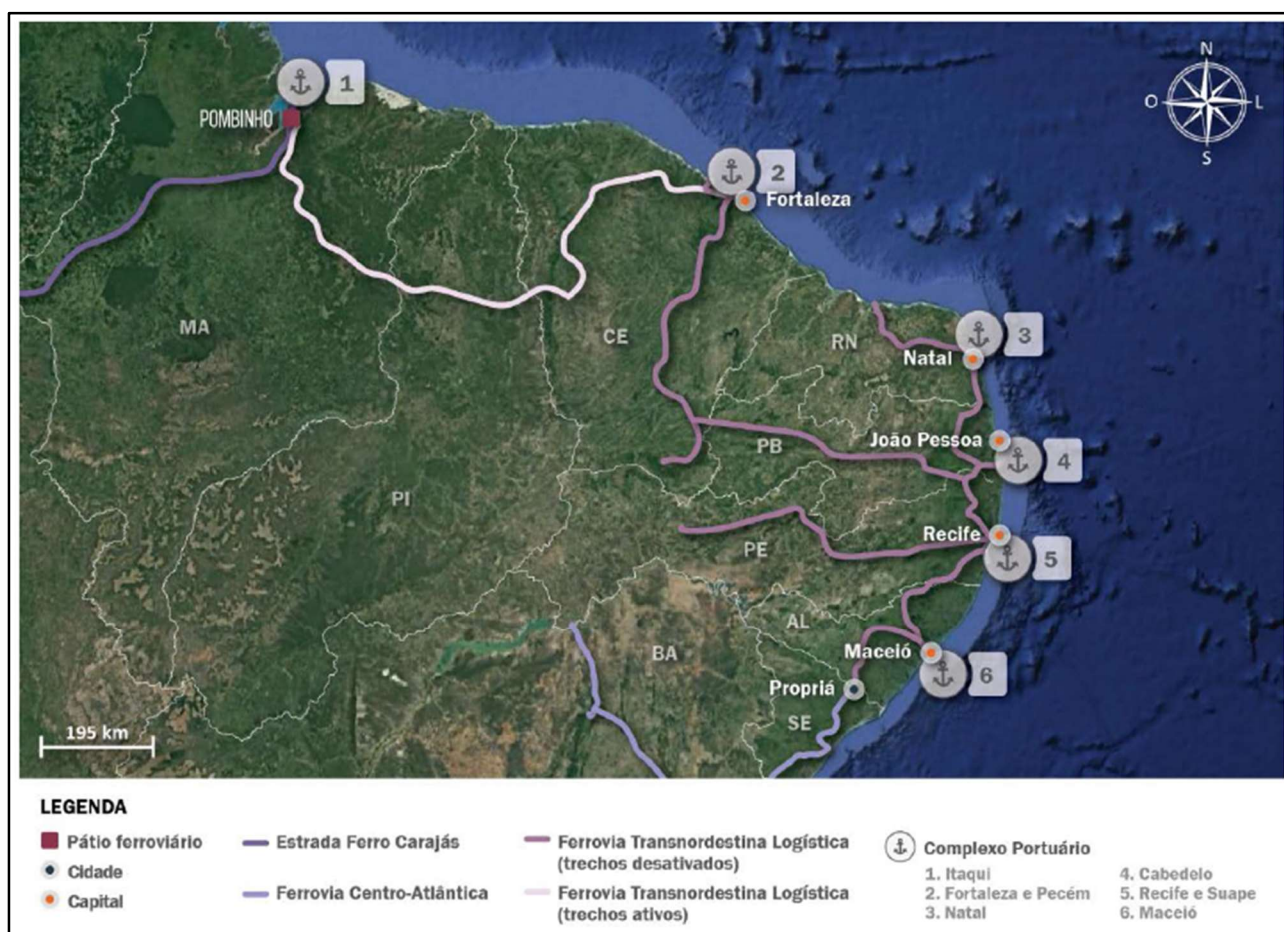 N
O
L
S
1
POMBINHO
2
Fortaleza
MA
CE
RN
3
Natal
PB
João Pessoa
4
PI
Recife
PE
5
AL
BA
Maceió
6
Propriá
SE
195 km
LEGENDA
Pátio ferroviário
Cidade
Capital
Estrada Ferro Carajás
Ferrovia Centro-Atlântica
Ferrovia Transnordestina Logística
(trechos desativados)
Ferrovia Transnordestina Logística
(trechos ativos)
Complexo Portuário
1. Itaqui
2. Fortaleza e Pecém
3. Natal
4. Cabedelo
5. Recife e Suape
6. Maceió